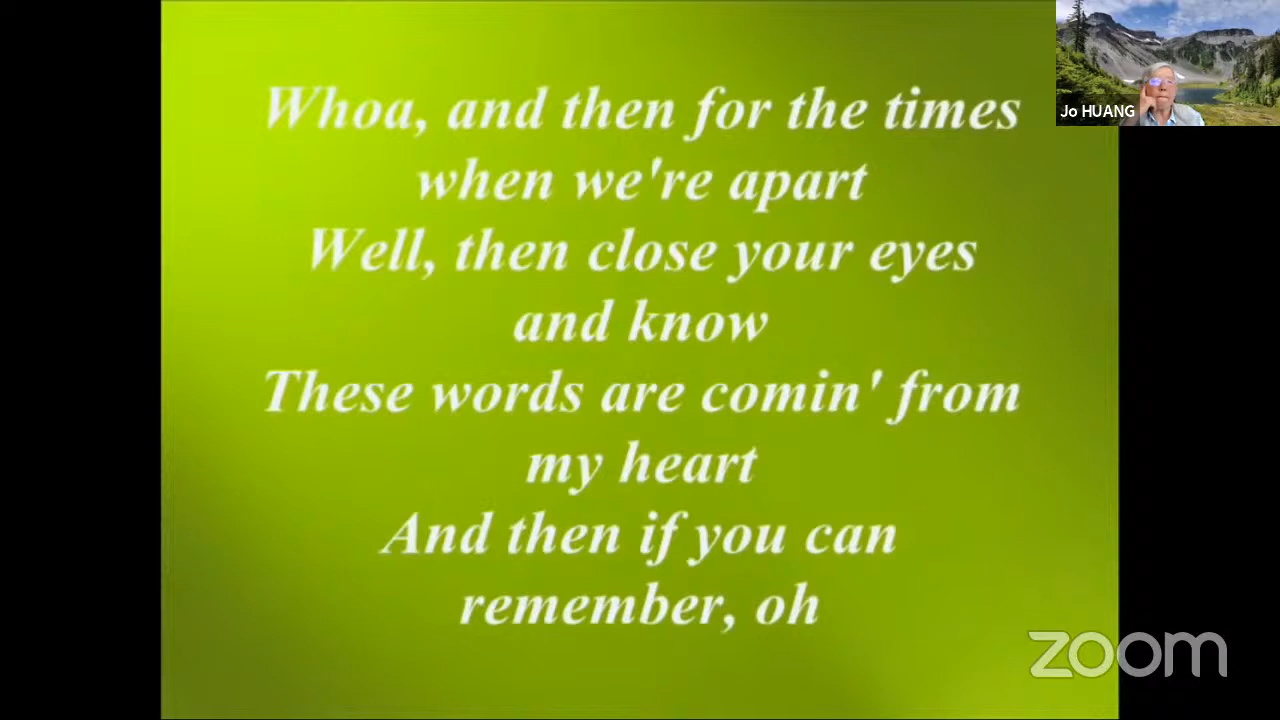 Whoa, and then for the times
when we're apart
Well, then close your eyes
and know
These words are comin' from
my heart
And then if you can
remember, oh
Jo HUANG
zoom